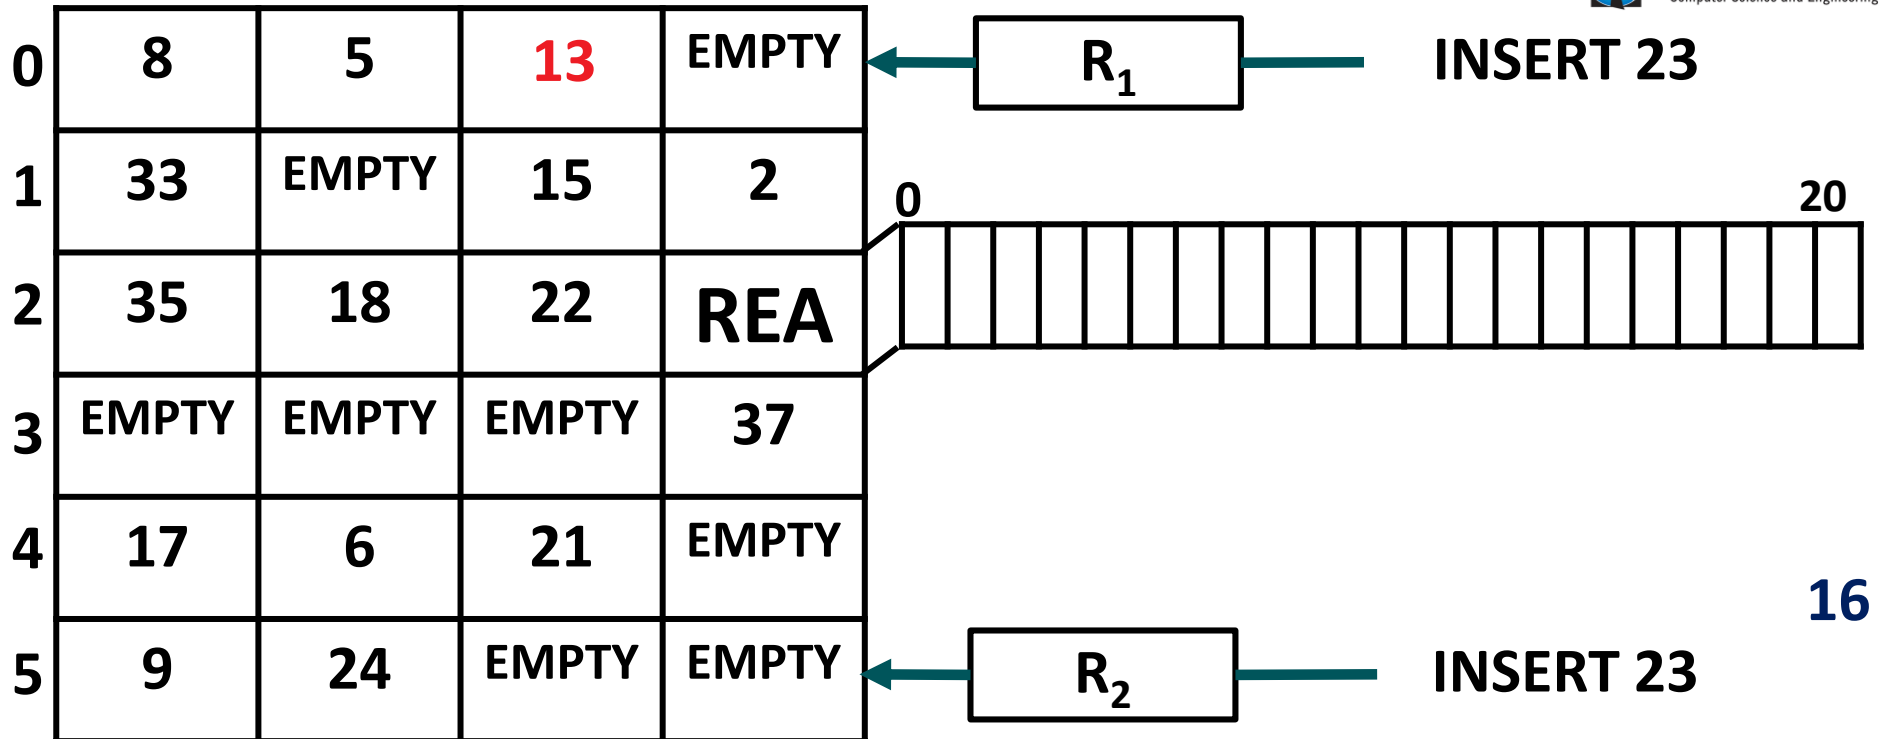 0 8 5 13 EMPTY R1 INSERT 23
1 33 EMPTY 15 2
0 20
2 35 18 22 REA
3 EMPTY EMPTY EMPTY 37
4 17 6 21 EMPTY
16
5 9 24 EMPTY EMPTY R2 INSERT 23